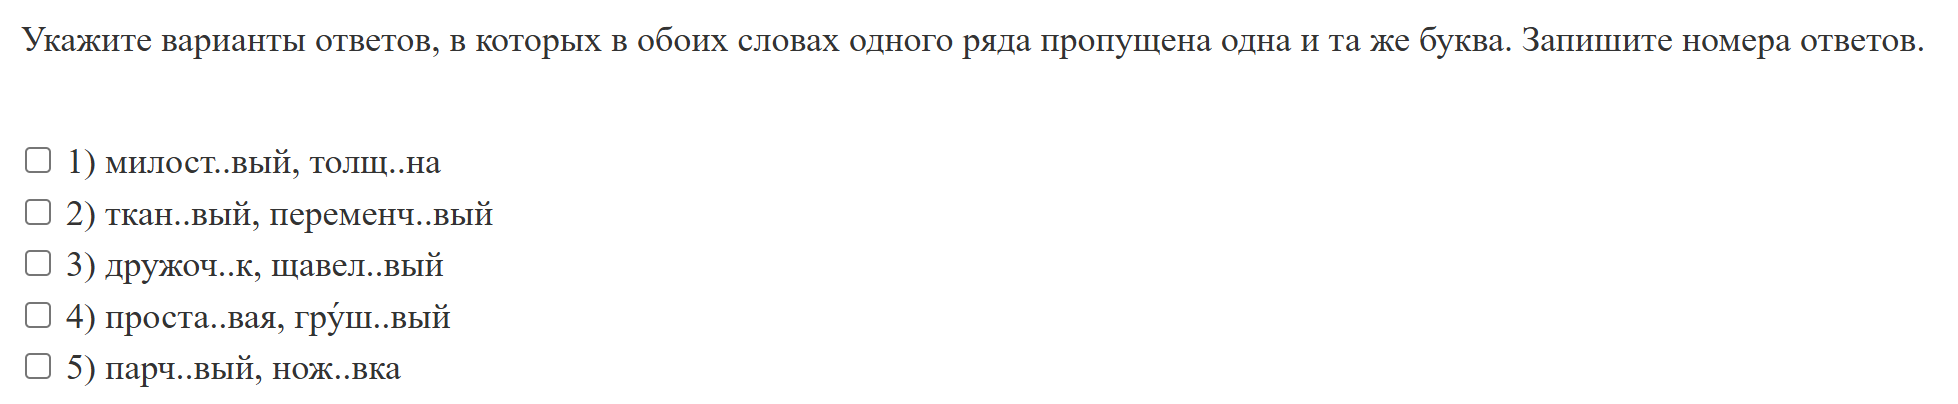 Укажите варианты ответов, в которых в обоих словах одного ряда пропущена одна и та же буква. Запишите номера ответов.
1) милост..вый, толщ..на
2) ткан..вый, переменч..вый
3) дружоч..к, щавел..вый
4) проста..вая, гру́ш..вый
5) парч..вый, нож..вка